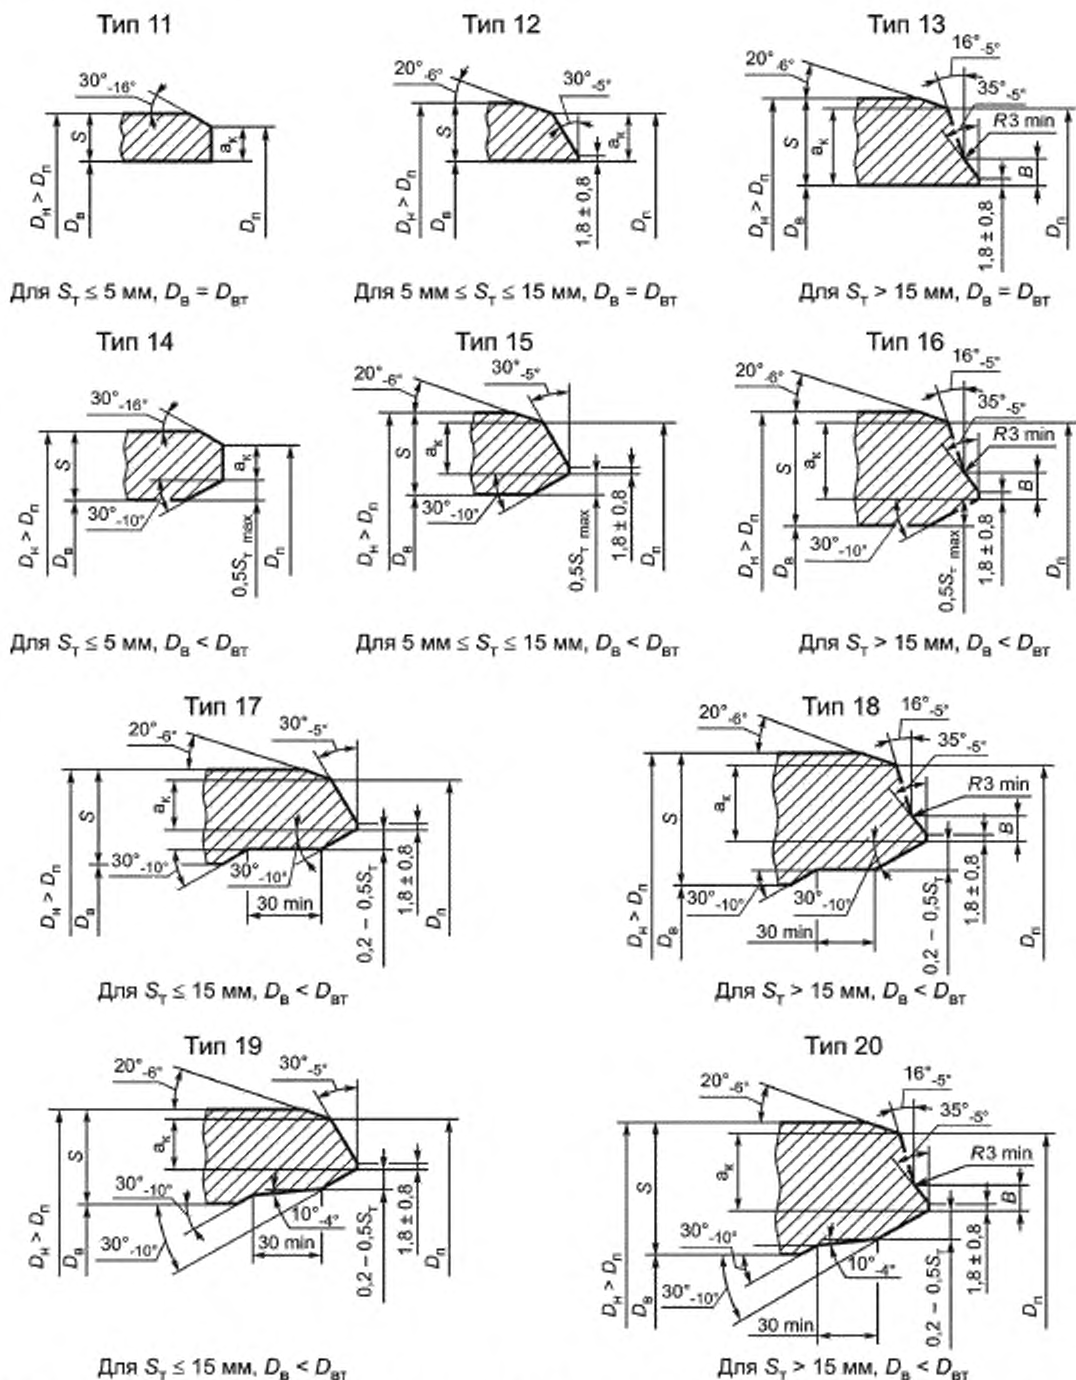 Тип 11
Тип 12
Тип 13
30°-16°
S
aк
Dн > Dп
Dв
Dп
20°-6°
30°-5°
S
aк
Dн > Dп
Dв
1,8 ± 0,8
Dп
16°-5°
20°-6°
35°-5°
R3 min
S
aк
B
Dн > Dп
Dв
1,8 ± 0,8
Dп
Для Sт ≤ 5 мм, Dв = Dвт
Для 5 мм ≤ Sт ≤ 15 мм, Dв = Dвт
Для Sт > 15 мм, Dв = Dвт
Тип 14
Тип 15
Тип 16
30°-16°
S
aк
30°-10°
Dн > Dп
Dв
0,5Sт max
Dп
20°-6°
30°-5°
S
aк
30°-10°
Dн > Dп
Dв
0,5Sт max
1,8 ± 0,8
Dп
16°-5°
20°-6°
35°-5°
R3 min
S
aк
B
30°-10°
Dн > Dп
Dв
0,5Sт max
1,8 ± 0,8
Dп
Для Sт ≤ 5 мм, Dв < Dвт
Для 5 мм ≤ Sт ≤ 15 мм, Dв < Dвт
Для Sт > 15 мм, Dв < Dвт
Тип 17
Тип 18
20°-6°
30°-5°
S
aк
30°-10°
30°-10°
30 min
Dн > Dп
Dв
0,2 – 0,5Sт
1,8 ± 0,8
Dп
16°-5°
20°-6°
35°-5°
R3 min
S
aк
B
30°-10°
30°-10°
30 min
Dн > Dп
Dв
0,2 – 0,5Sт
1,8 ± 0,8
Dп
Для Sт ≤ 15 мм, Dв < Dвт
Для Sт > 15 мм, Dв < Dвт
Тип 19
Тип 20
20°-6°
30°-5°
S
aк
30°-10°
10°-4°
30°-10°
30 min
Dн > Dп
Dв
0,2 – 0,5Sт
1,8 ± 0,8
Dп
16°-5°
20°-6°
35°-5°
R3 min
S
aк
B
30°-10°
10°-4°
30°-10°
30 min
Dн > Dп
Dв
0,2 – 0,5Sт
1,8 ± 0,8
Dп
Для Sт ≤ 15 мм, Dв < Dвт
Для Sт > 15 мм, Dв < Dвт